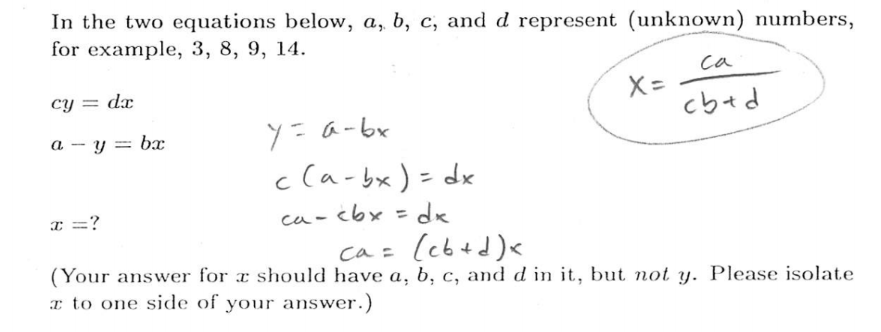 In the two equations below, a, b, c, and d represent (unknown) numbers,
for example, 3, 8, 9, 14.
x = ca / (cb+d)
cy = dx
a − y = bx
y = a-bx
c(a-bx) = dx
ca-cbx = dx
x =?
ca = (cb+d)x
(Your answer for x should have a, b, c, and d in it, but not y. Please isolate
x to one side of your answer.)